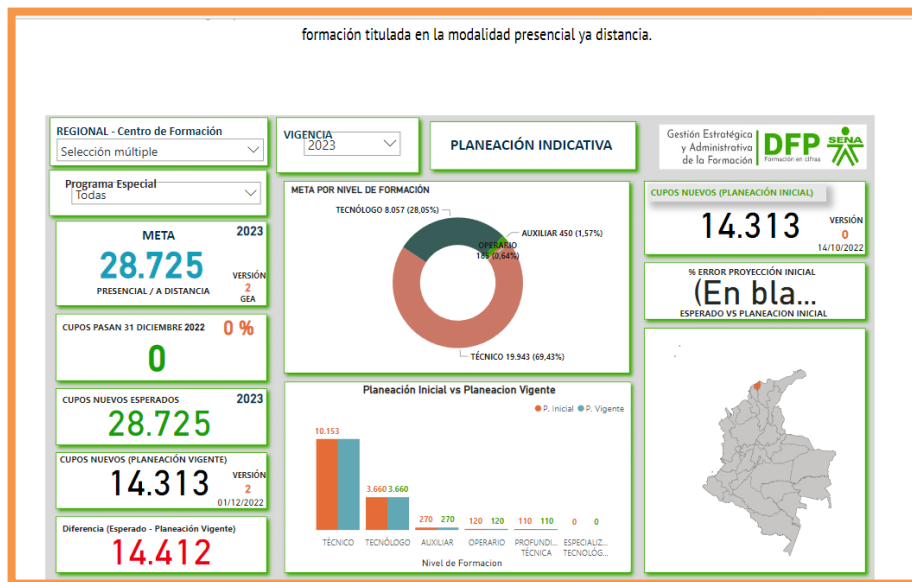 formación titulada en la modalidad presencial ya distancia.
REGIONAL - Centro de Formación
Selección múltiple
VIGENCIA
2023
PLANEACIÓN INDICATIVA
Gestión Estratégica
y Administrativa
de la Formación
DFP
Formación en cifras
SENA
Programa Especial
Todas
META
2023
28.725
PRESENCIAL / A DISTANCIA
VERSIÓN
2
GEA
CUPOS PASAN 31 DICIEMBRE 2022
0 %
0
CUPOS NUEVOS ESPERADOS
2023
28.725
CUPOS NUEVOS (PLANEACIÓN VIGENTE)
14.313
VERSIÓN
2
01/12/2022
Diferencia (Esperado - Planeación Vigente)
14.412
META POR NIVEL DE FORMACIÓN
TECNÓLOGO 8.057 (28,05%)
AUXILIAR 450 (1,57%)
OPERARIO
185 (0,64%)
TÉCNICO 19.943 (69,43%)
Planeación Inicial vs Planeacion Vigente
P. Inicial P. Vigente
10.153
3.660 3.660
270 270
120 120
110 110
0 0
TÉCNICO
TECNÓLOGO
AUXILIAR
OPERARIO
PROFUNDI...
TÉCNICA
ESPECIALIZ...
TECNOLÓG...
Nivel de Formacion
CUPOS NUEVOS (PLANEACIÓN INICIAL)
14.313
VERSIÓN
0
14/10/2022
% ERROR PROYECCIÓN INICIAL
(En bla...
ESPERADO VS PLANEACION INICIAL